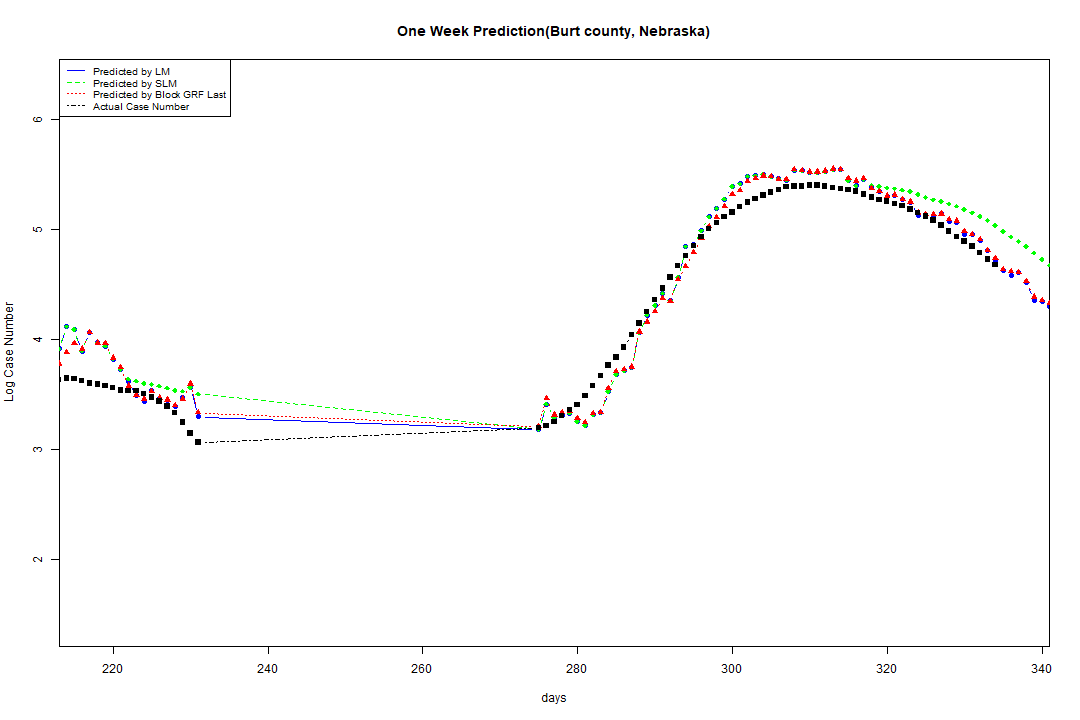 One Week Prediction(Burt county, Nebraska)
Predicted by LM
Predicted by SLM
Predicted by Block GRF Last
Actual Case Number
6
5
4
3
2
Log Case Number
220 240 260 280 300 320 340
days